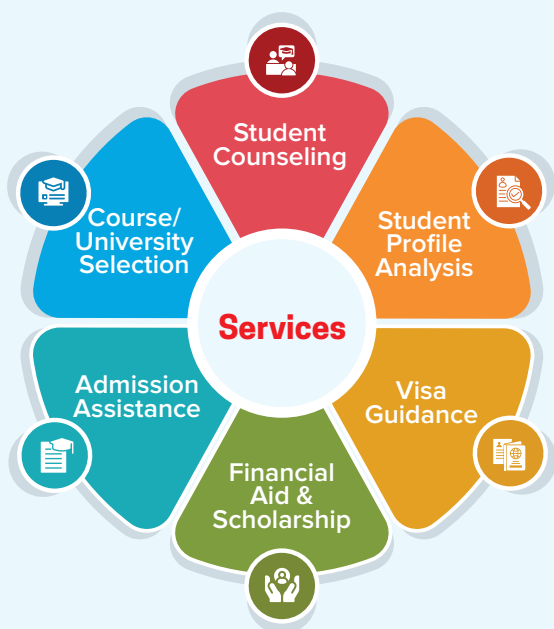 Student
Counseling
Student
Profile
Analysis
Visa
Guidance
Financial
Aid &
Scholarship
Admission
Assistance
Course/
University
Selection
Services